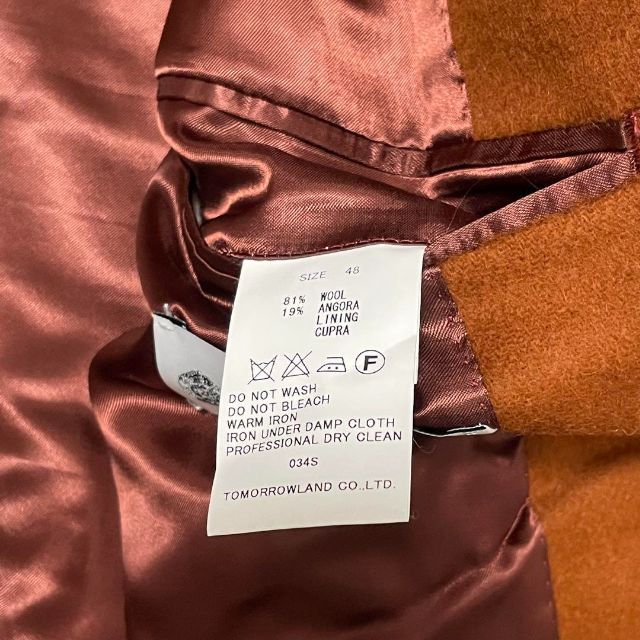 SIZE 48
81% WOOL
19% ANGORA
LINING
CUPRA
F
DO NOT WASH
DO NOT BLEACH
WARM IRON
IRON UNDER DAMP CLOTH
PROFESSIONAL DRY CLEAN
034S
TOMORROWLAND CO.,LTD.